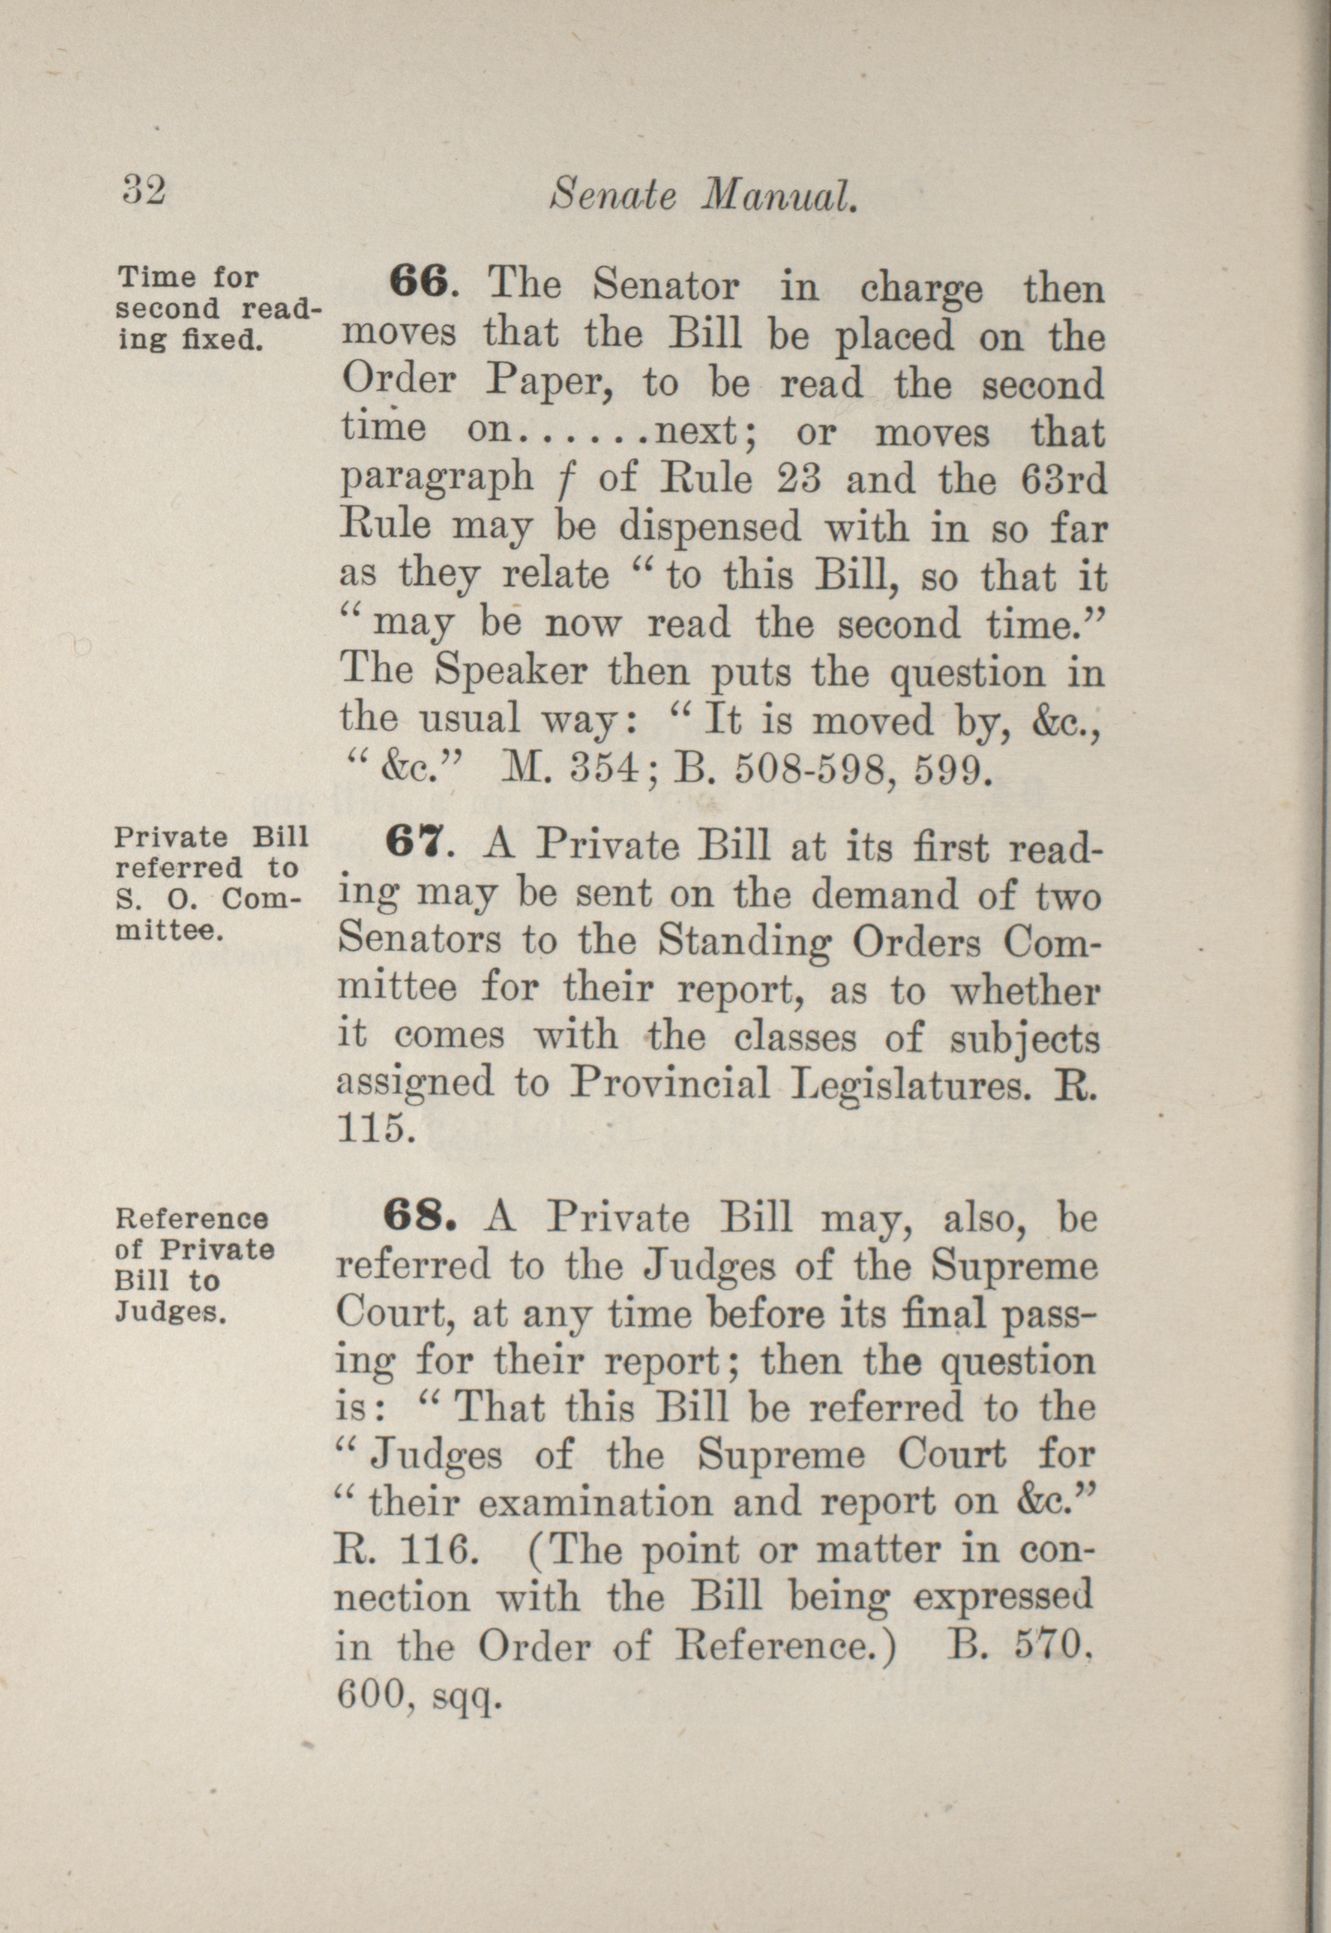 32
Senate Manual.
Time for
second read-
ing fixed.
66. The Senator in charge then
moves that the Bill be placed on the
Order Paper, to be read the second
time on......next; or moves that
paragraph f of Rule 23 and the 63rd
Rule may be dispensed with in so far
as they relate “ to this Bill, so that it
“ may be now read the second time.”
The Speaker then puts the question in
the usual way: “ It is moved by, &c.,
“ &c.” M. 354; B. 508-598, 599.
Private Bill
referred to
S. O. Com-
mittee.
67. A Private Bill at its first read-
ing may be sent on the demand of two
Senators to the Standing Orders Com-
mittee for their report, as to whether
it comes with the classes of subjects
assigned to Provincial Legislatures. R.
115.
Reference
of Private
Bill to
Judges.
68. A Private Bill may, also, be
referred to the Judges of the Supreme
Court, at any time before its final pass-
ing for their report; then the question
is: “ That this Bill be referred to the
“ Judges of the Supreme Court for
“ their examination and report on &c.”
R. 116. (The point or matter in con-
nection with the Bill being expressed
in the Order of Reference.) B. 570,
600, sqq.